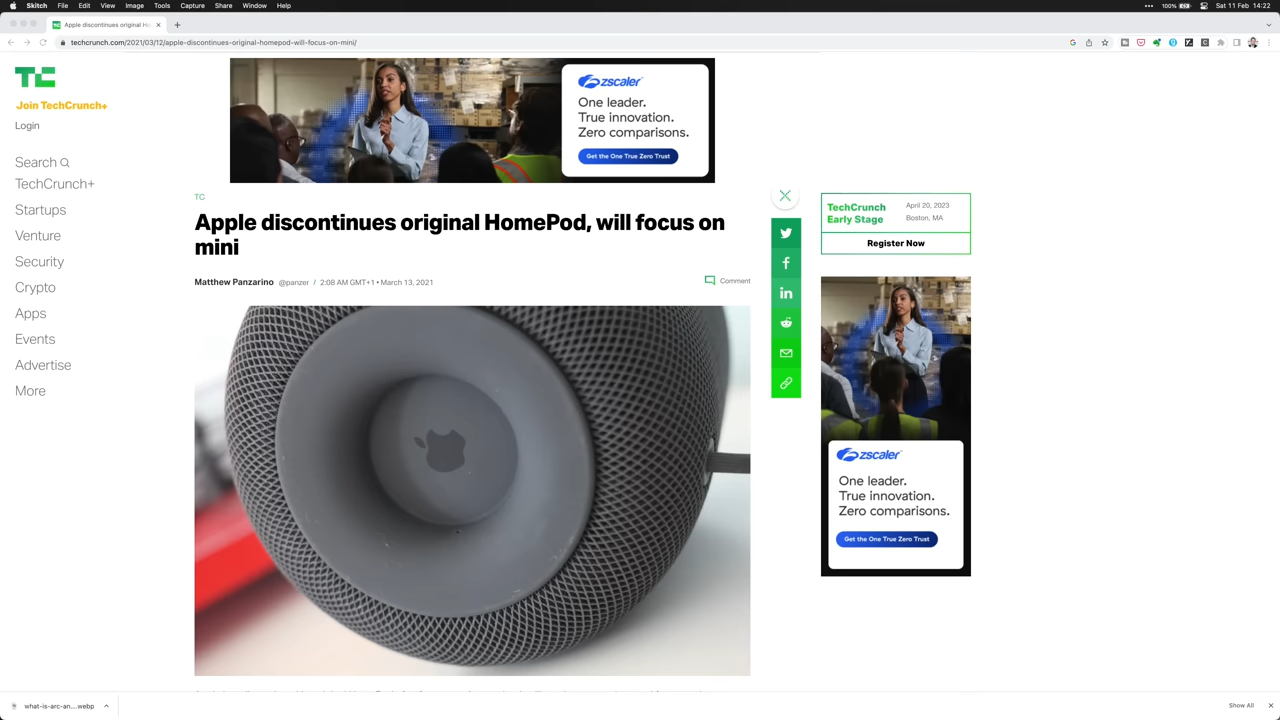 Skitch File Edit View Image Tools Capture Share Window Help
100% Sat 11 Feb 14:22
Apple discontinues original Ho
techcrunch.com/2021/03/12/apple-discontinues-original-homepod-will-focus-on-mini/
TC
Join TechCrunch+
Login
Search
TechCrunch+
Startups
Venture
Security
Crypto
Apps
Events
Advertise
More
zscaler
One leader.
True innovation.
Zero comparisons.
Get the One True Zero Trust
TC
Apple discontinues original HomePod, will focus on
mini
Matthew Panzarino @panzer / 2:08 AM GMT+1 • March 13, 2021
Comment
TechCrunch
Early Stage
April 20, 2023
Boston, MA
Register Now
zscaler
One leader.
True innovation.
Zero comparisons.
Get the One True Zero Trust
what-is-arc-an....webp
Show All